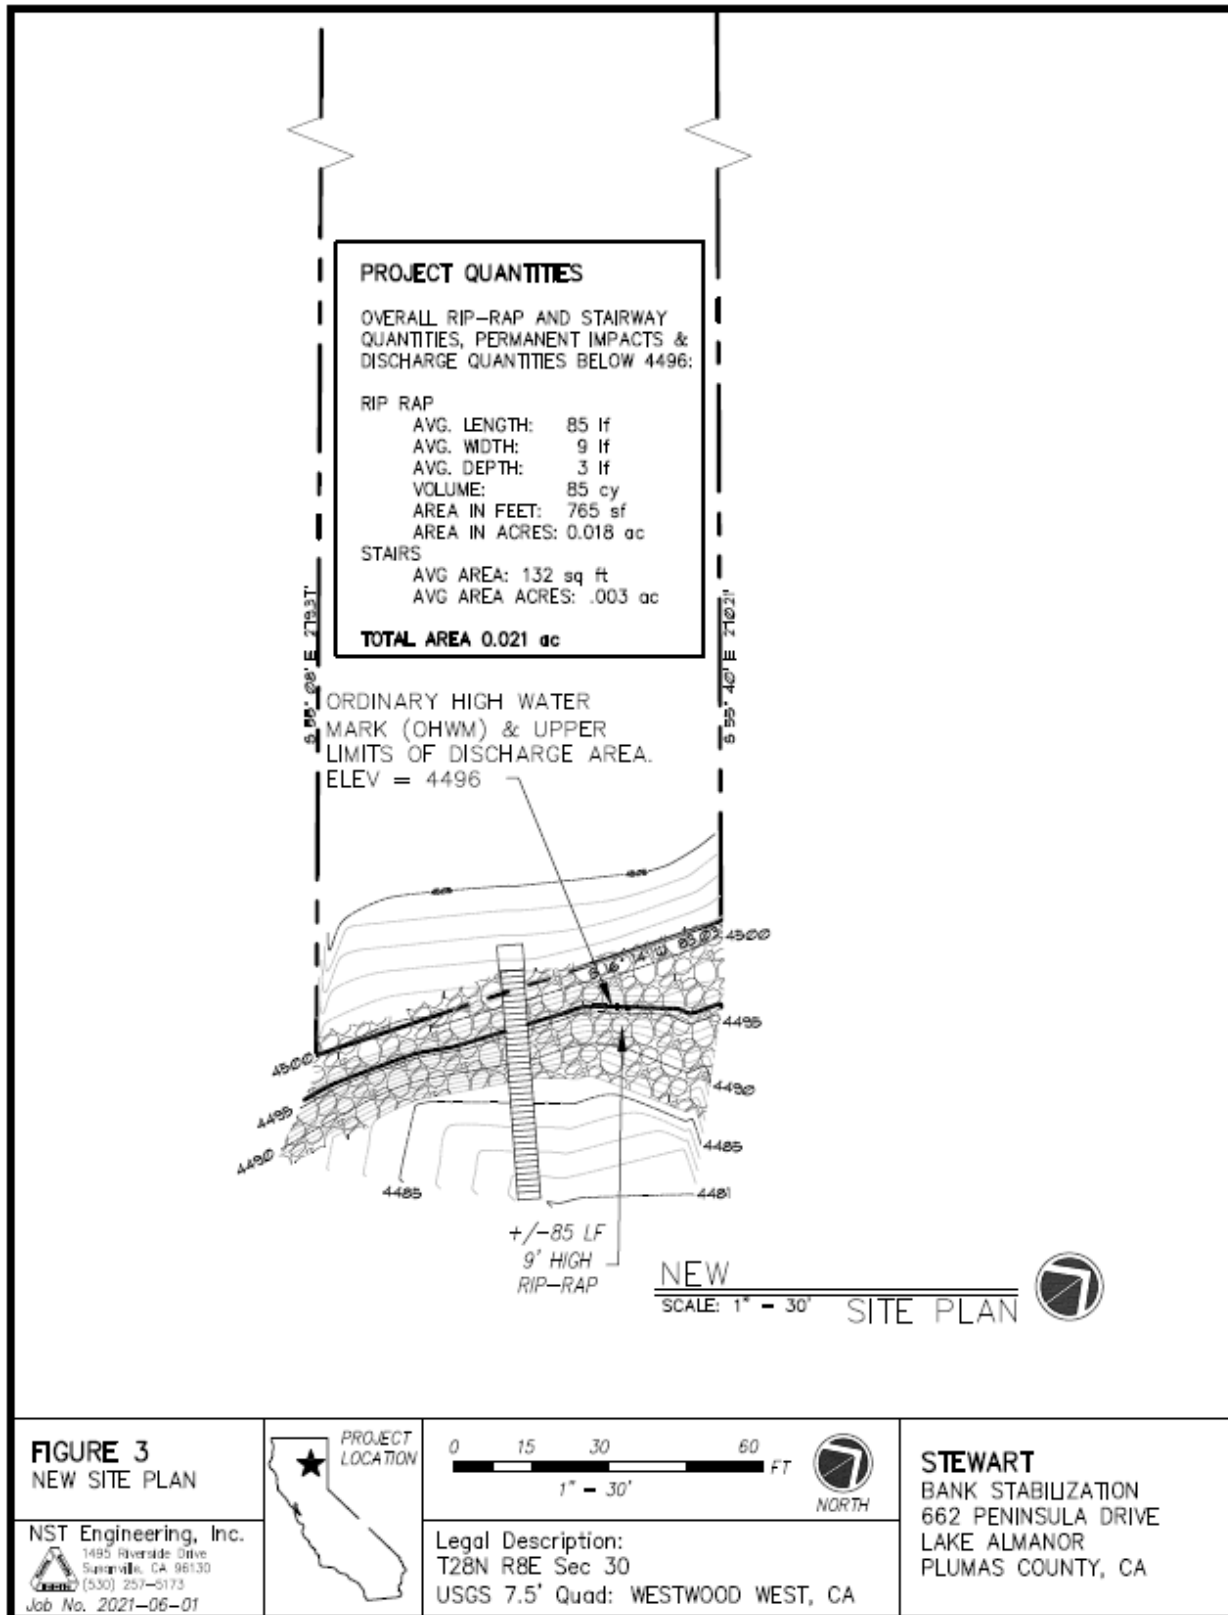 PROJECT QUANTITIES
OVERALL RIP-RAP AND STAIRWAY
QUANTITIES, PERMANENT IMPACTS &
DISCHARGE QUANTITIES BELOW 4496:
RIP RAP
AVG. LENGTH: 85 lf
AVG. WIDTH: 9 lf
AVG. DEPTH: 3 lf
VOLUME: 85 cy
AREA IN FEET: 765 sf
AREA IN ACRES: 0.018 ac
STAIRS
AVG AREA: 132 sq ft
AVG AREA ACRES: .003 ac
TOTAL AREA 0.021 ac
ORDINARY HIGH WATER
MARK (OHWM) & UPPER
LIMITS OF DISCHARGE AREA.
ELEV = 4496
4500
4495
4490
4485
4481
4500
4495
4490
4485
+/-85 LF
9' HIGH
RIP-RAP
NEW
SCALE: 1" = 30' SITE PLAN
FIGURE 3
NEW SITE PLAN
NST Engineering, Inc.
1495 Riverside Drive
Susanville, CA 96130
(530) 257-5173
Job No. 2021-06-01
PROJECT
LOCATION
0 15 30 60
FT
1" = 30'
NORTH
Legal Description:
T28N R8E Sec 30
USGS 7.5' Quad: WESTWOOD WEST, CA
STEWART
BANK STABILIZATION
662 PENINSULA DRIVE
LAKE ALMANOR
PLUMAS COUNTY, CA